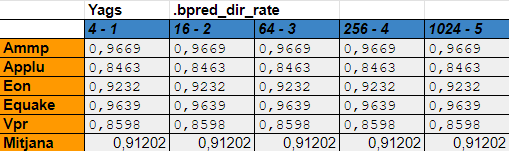 Yags .bpred_dir_rate
4 - 1 16 - 2 64 - 3 256 - 4 1024 - 5
Ammp 0,9669 0,9669 0,9669 0,9669 0,9669
Applu 0,8463 0,8463 0,8463 0,8463 0,8463
Eon 0,9232 0,9232 0,9232 0,9232 0,9232
Equake 0,9639 0,9639 0,9639 0,9639 0,9639
Vpr 0,8598 0,8598 0,8598 0,8598 0,8598
Mitjana 0,91202 0,91202 0,91202 0,91202 0,91202